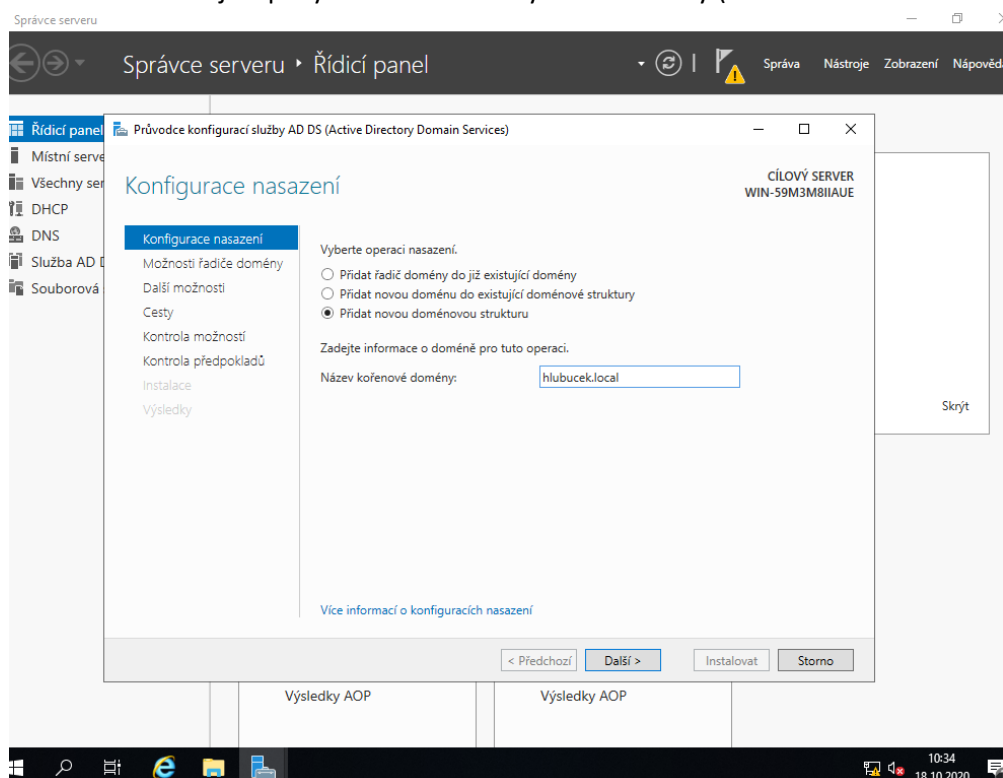 Správce serveru
Správce serveru ‣ Řídicí panel
Správa Nástroje Zobrazení Nápověd
Řídicí panel
Místní serve
Všechny ser
DHCP
DNS
Služba AD D
Souborová
Průvodce konfigurací služby AD DS (Active Directory Domain Services)
Konfigurace nasazení
CÍLOVÝ SERVER
WIN-59M3M8IIAUE
Konfigurace nasazení
Možnosti řadiče domény
Další možnosti
Cesty
Kontrola možností
Kontrola předpokladů
Instalace
Výsledky
Vyberte operaci nasazení.
Přidat řadič domény do již existující domény
Přidat novou doménu do existující doménové struktury
Přidat novou doménovou strukturu
Zadejte informace o doméně pro tuto operaci.
Název kořenové domény: hlubucek.local
Více informací o konfiguracích nasazení
< Předchozí Další > Instalovat Storno
Skrýt
Výsledky AOP Výsledky AOP
10:34
18.10.2020